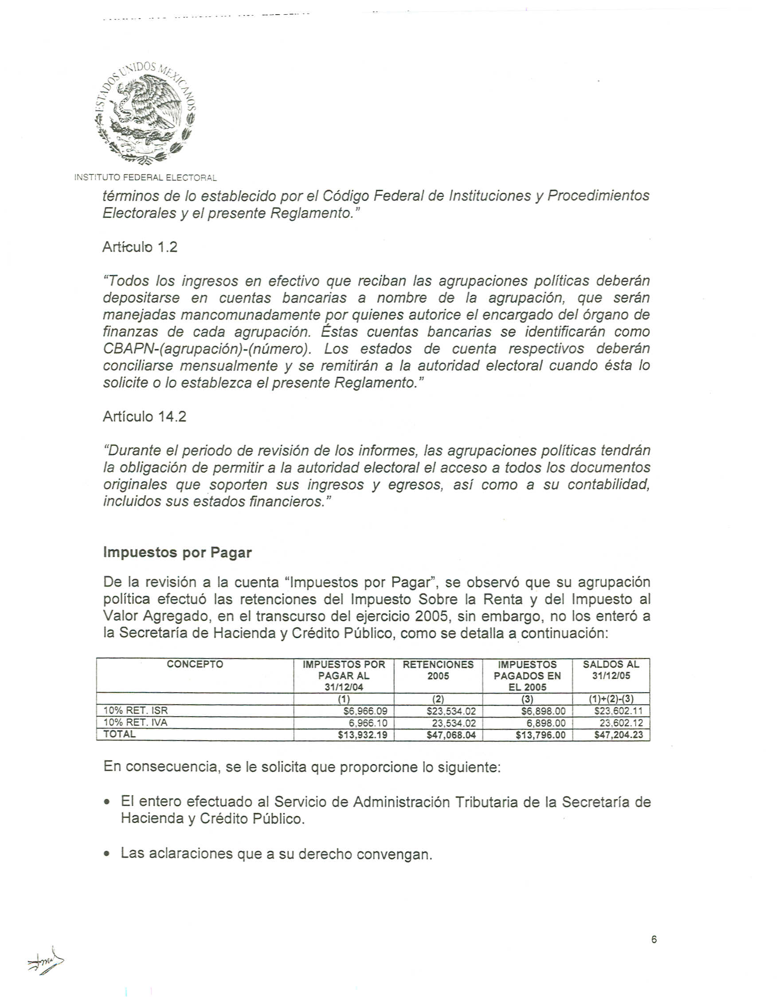 ESTADOS UNIDOS MEXICANOS
INSTITUTO FEDERAL ELECTORAL
términos de lo establecido por el Código Federal de Instituciones y Procedimientos
Electorales y el presente Reglamento.”
Artículo 1.2
“Todos los ingresos en efectivo que reciban las agrupaciones políticas deberán
depositarse en cuentas bancarias a nombre de la agrupación, que serán
manejadas mancomunadamente por quienes autorice el encargado del órgano de
finanzas de cada agrupación. Éstas cuentas bancarias se identificarán como
CBAPN-(agrupación)-(número). Los estados de cuenta respectivos deberán
conciliarse mensualmente y se remitirán a la autoridad electoral cuando ésta lo
solicite o lo establezca el presente Reglamento.”
Artículo 14.2
“Durante el periodo de revisión de los informes, las agrupaciones políticas tendrán
la obligación de permitir a la autoridad electoral el acceso a todos los documentos
originales que soporten sus ingresos y egresos, así como a su contabilidad,
incluidos sus estados financieros.”
Impuestos por Pagar
De la revisión a la cuenta “Impuestos por Pagar”, se observó que su agrupación
política efectuó las retenciones del Impuesto Sobre la Renta y del Impuesto al
Valor Agregado, en el transcurso del ejercicio 2005, sin embargo, no los enteró a
la Secretaría de Hacienda y Crédito Público, como se detalla a continuación:
CONCEPTO IMPUESTOS POR PAGAR AL 31/12/04 RETENCIONES 2005 IMPUESTOS PAGADOS EN EL 2005 SALDOS AL 31/12/05
(1) (2) (3) (1)+(2)-(3)
10% RET. ISR $6,966.09 $23,534.02 $6,898.00 $23,602.11
10% RET. IVA 6,966.10 23,534.02 6,898.00 23,602.12
TOTAL $13,932.19 $47,068.04 $13,796.00 $47,204.23
En consecuencia, se le solicita que proporcione lo siguiente:
• El entero efectuado al Servicio de Administración Tributaria de la Secretaría de
Hacienda y Crédito Público.
• Las aclaraciones que a su derecho convengan.
6